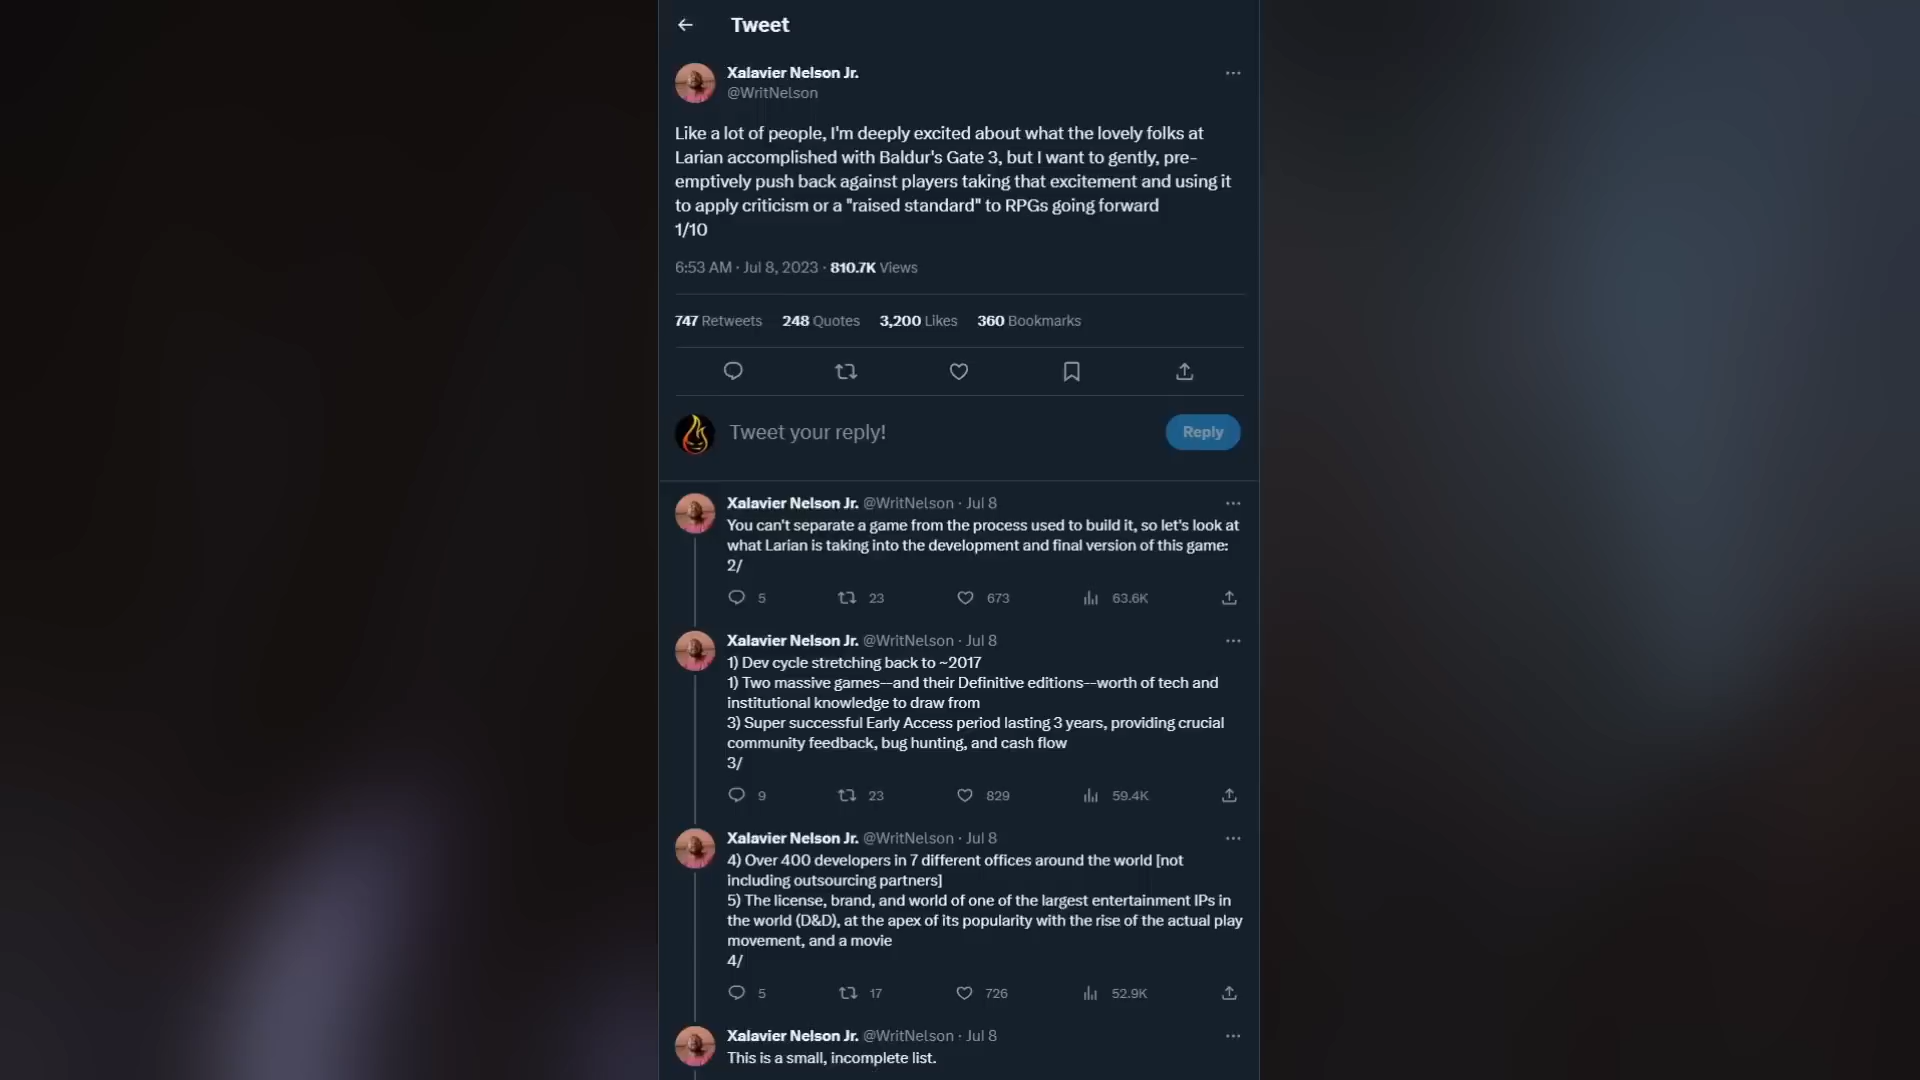 Tweet
Xalavier Nelson Jr.
@WritNelson
Like a lot of people, I'm deeply excited about what the lovely folks at
Larian accomplished with Baldur's Gate 3, but I want to gently, pre-
emptively push back against players taking that excitement and using it
to apply criticism or a "raised standard" to RPGs going forward
1/10
6:53 AM · Jul 8, 2023 · 810.7K Views
747 Retweets 248 Quotes 3,200 Likes 360 Bookmarks
Tweet your reply!
Reply
Xalavier Nelson Jr. @WritNelson · Jul 8
You can't separate a game from the process used to build it, so let's look at
what Larian is taking into the development and final version of this game:
2/
5 23 673 63.6K
Xalavier Nelson Jr. @WritNelson · Jul 8
1) Dev cycle stretching back to ~2017
1) Two massive games--and their Definitive editions--worth of tech and
institutional knowledge to draw from
3) Super successful Early Access period lasting 3 years, providing crucial
community feedback, bug hunting, and cash flow
3/
9 23 829 59.4K
Xalavier Nelson Jr. @WritNelson · Jul 8
4) Over 400 developers in 7 different offices around the world [not
including outsourcing partners]
5) The license, brand, and world of one of the largest entertainment IPs in
the world (D&D), at the apex of its popularity with the rise of the actual play
movement, and a movie
4/
5 17 726 52.9K
Xalavier Nelson Jr. @WritNelson · Jul 8
This is a small, incomplete list.